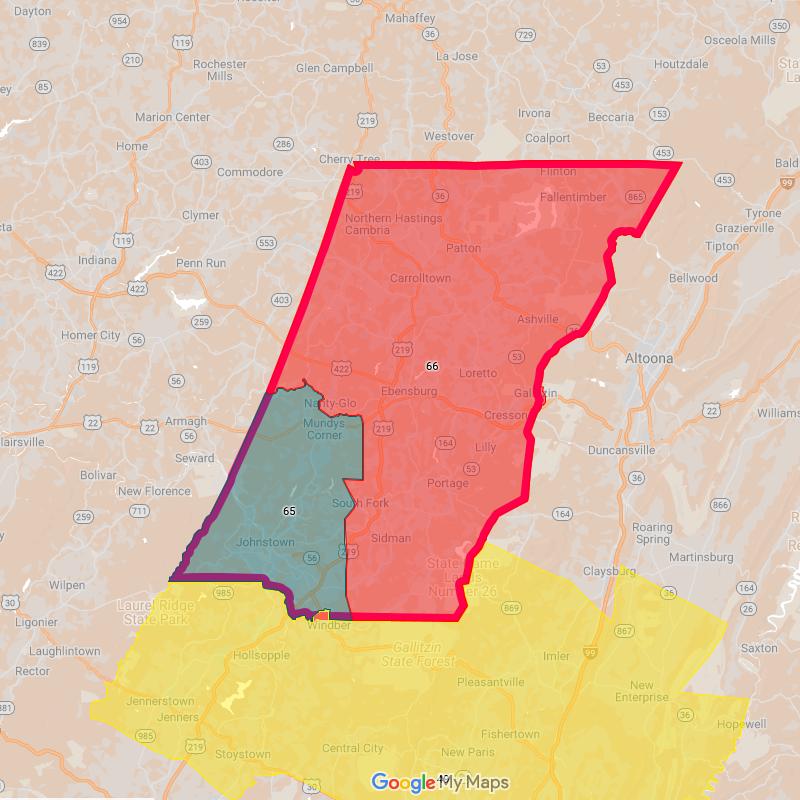 Dayton
954
Mahaffey
36
350
119
839
729
Osceola Mills
La Jose
210
Rochester
Mills
Glen Campbell
53
Houtzdale
453
85
219
Marion Center
Irvona
153
Beccaria
Westover
Coalport
Home
286
Cherry Tree
453
403
Commodore
Flinton
453
99
219
36
865
Fallentimber
Tyrone
Clymer
Northern Hastings
Cambria
Grazierville
119
553
Patton
Tipton
Indiana
Penn Run
422
422
Carrolltown
Bellwood
403
259
Ashville
Homer City
56
219
53
Altoona
119
422
66
Loretto
56
Ebensburg
Gallitzin
Nanty-Glo
Cresson
22
22
22
Armagh
Mundys
Corner
219
56
164
Lilly
Duncansville
Seward
53
Bolivar
36
New Florence
Portage
259
711
65
South Fork
164
866
Johnstown
Sidman
Roaring
Spring
56
219
Martinsburg
State Game
Lands
Number 26
Claysburg
Wilpen
985
36
164
30
Laurel Ridge
State Park
869
26
Ligonier
Windber
867
Laughlintown
Hollsopple
Gallitzin
State Forest
Imler
99
Saxton
Rector
Pleasantville
New
Enterprise
Jennerstown
Jenners
36
Hopewell
985
219
Fishertown
Stoystown
Central City
New Paris
Google My Maps